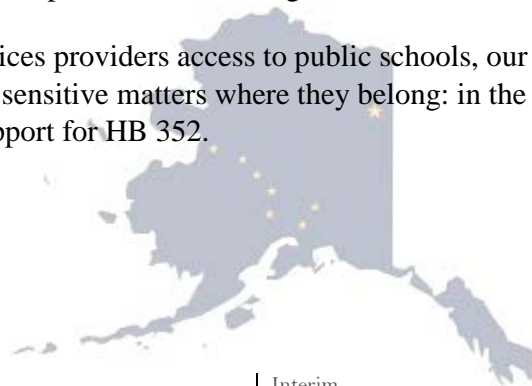 ices providers access to public schools, our
sensitive matters where they belong: in the
pport for HB 352.
Interim